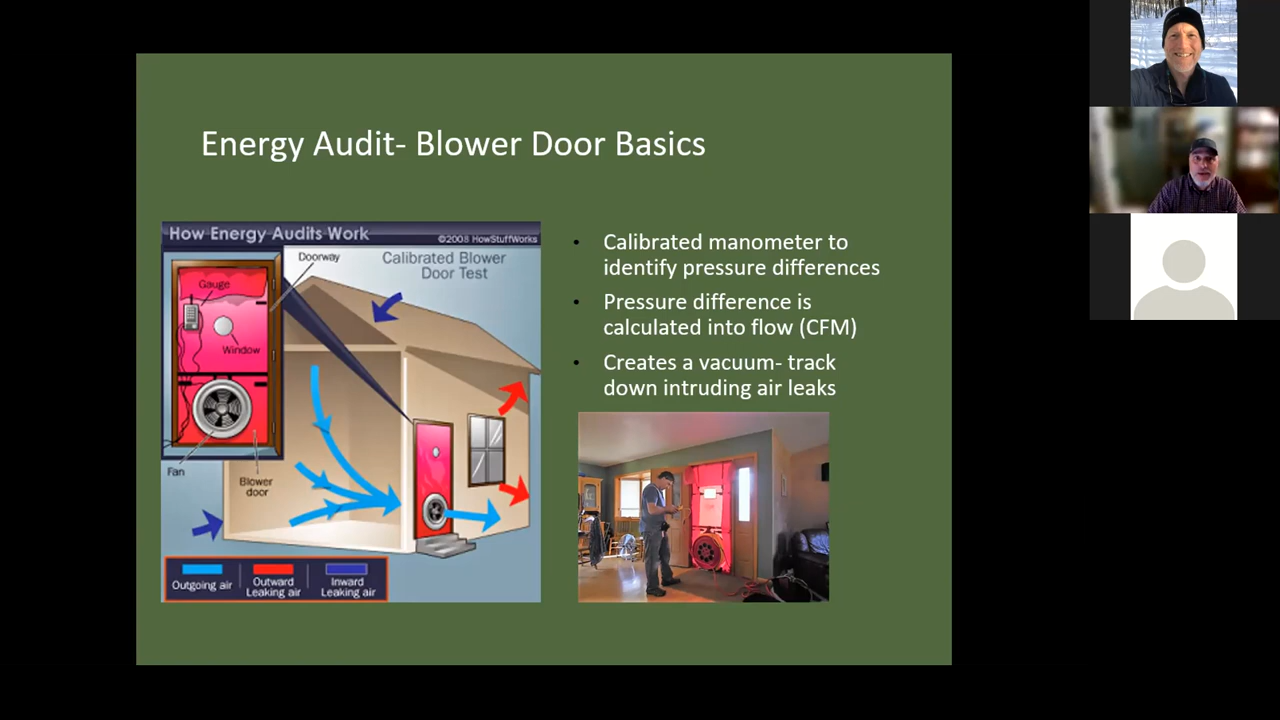 Energy Audit- Blower Door Basics
How Energy Audits Work
©2008 HowStuffWorks
Doorway
Calibrated Blower
Door Test
Gauge
Window
Fan
Blower
door
Outgoing air
Outward
Leaking air
Inward
Leaking air
• Calibrated manometer to
identify pressure differences
• Pressure difference is
calculated into flow (CFM)
• Creates a vacuum- track
down intruding air leaks